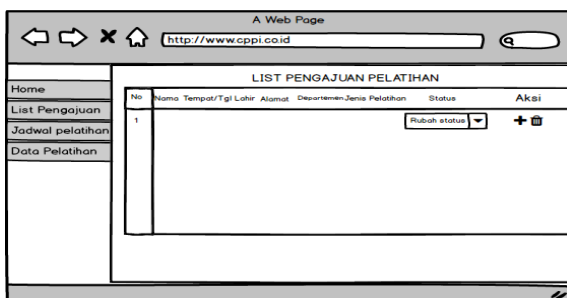 A Web Page
http://www.cppi.co.id
LIST PENGAJUAN PELATIHAN
Home
List Pengajuan
Jadwal pelatihan
Data Pelatihan
No Nama Tempat/Tgl Lahir Alamat Departemen Jenis Pelatihan Status Aksi
1 Rubah status